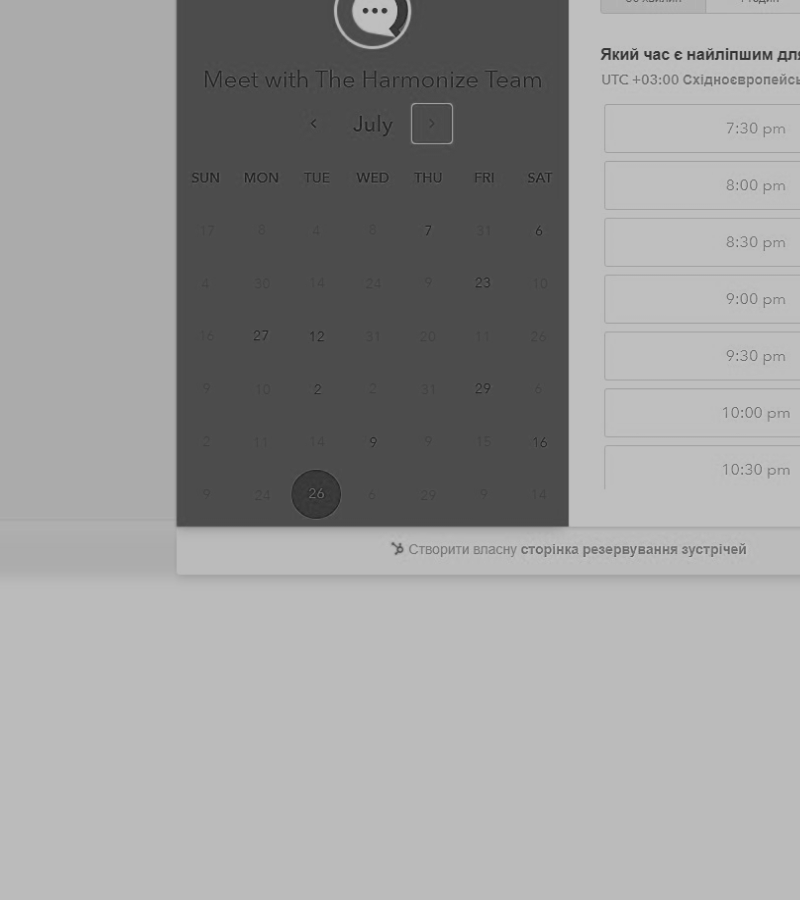 Який час є найліпшим для
UTC +03:00 Східноєвропейсь
Meet with The Harmonize Team
July
SUN MON TUE WED THU FRI SAT
17 8 4 8 7 31 6
4 30 14 24 9 23 10
16 27 12 31 20 11 26
9 10 2 2 31 29 6
2 11 14 9 9 15 16
9 24 26 6 29 9 14
7:30 pm
8:00 pm
8:30 pm
9:00 pm
9:30 pm
10:00 pm
10:30 pm
Створити власну сторінка резервування зустрічей